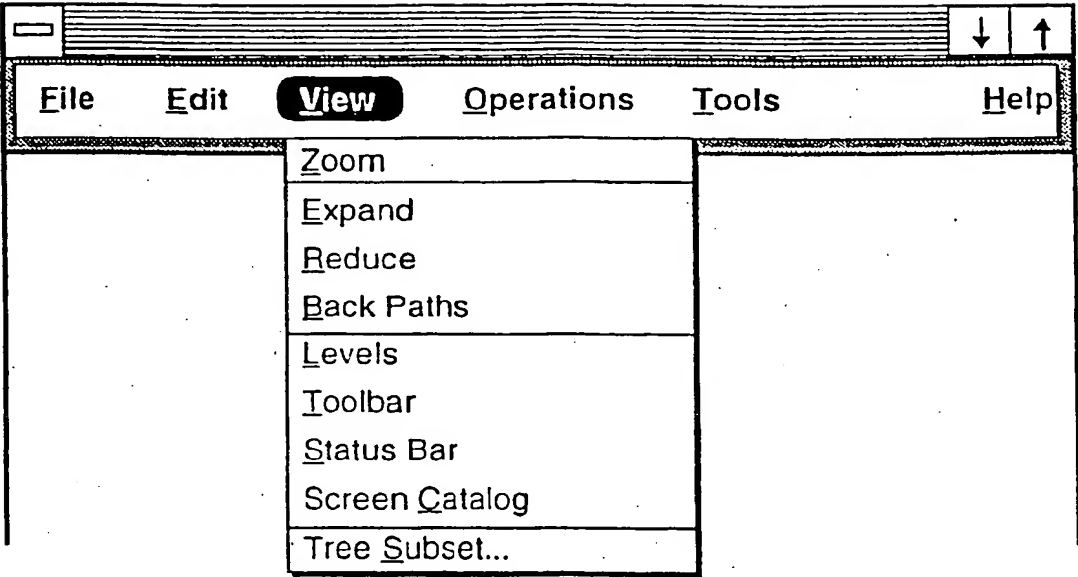 File Edit View Operations Tools Help
Zoom
Expand
Reduce
Back Paths
Levels
Toolbar
Status Bar
Screen Catalog
Tree Subset...